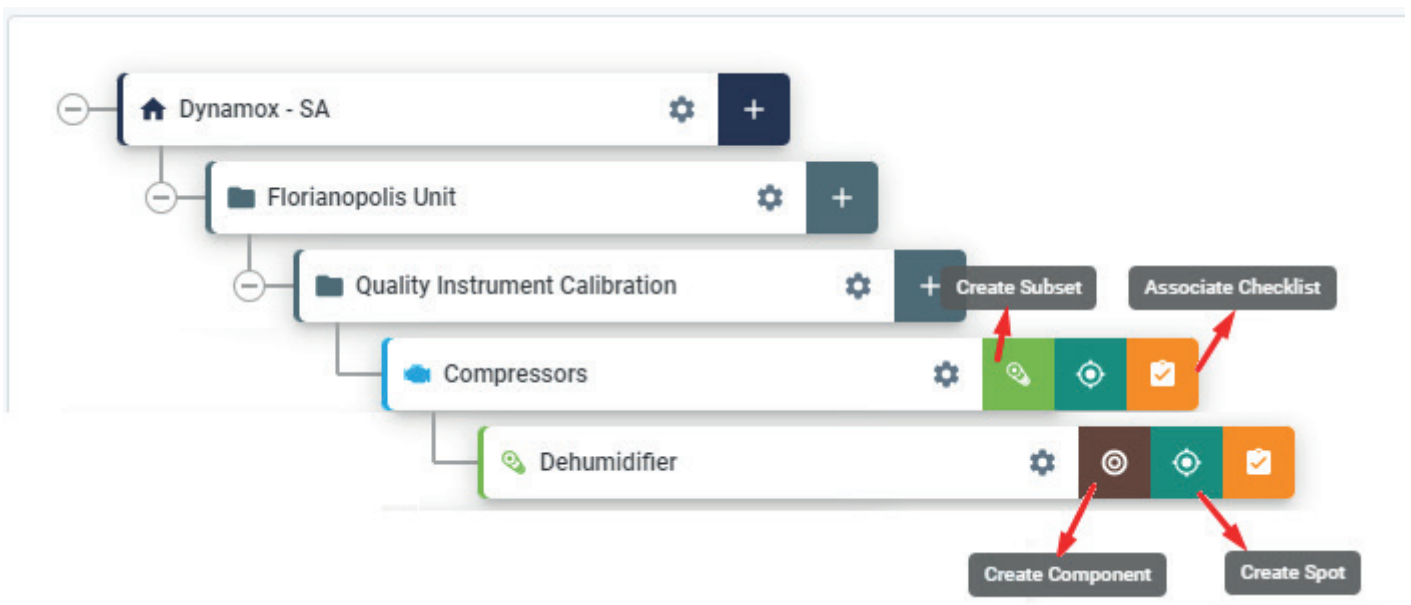 Dynamox - SA
Florianopolis Unit
Quality Instrument Calibration
Create Subset
Associate Checklist
Compressors
Dehumidifier
Create Component
Create Spot